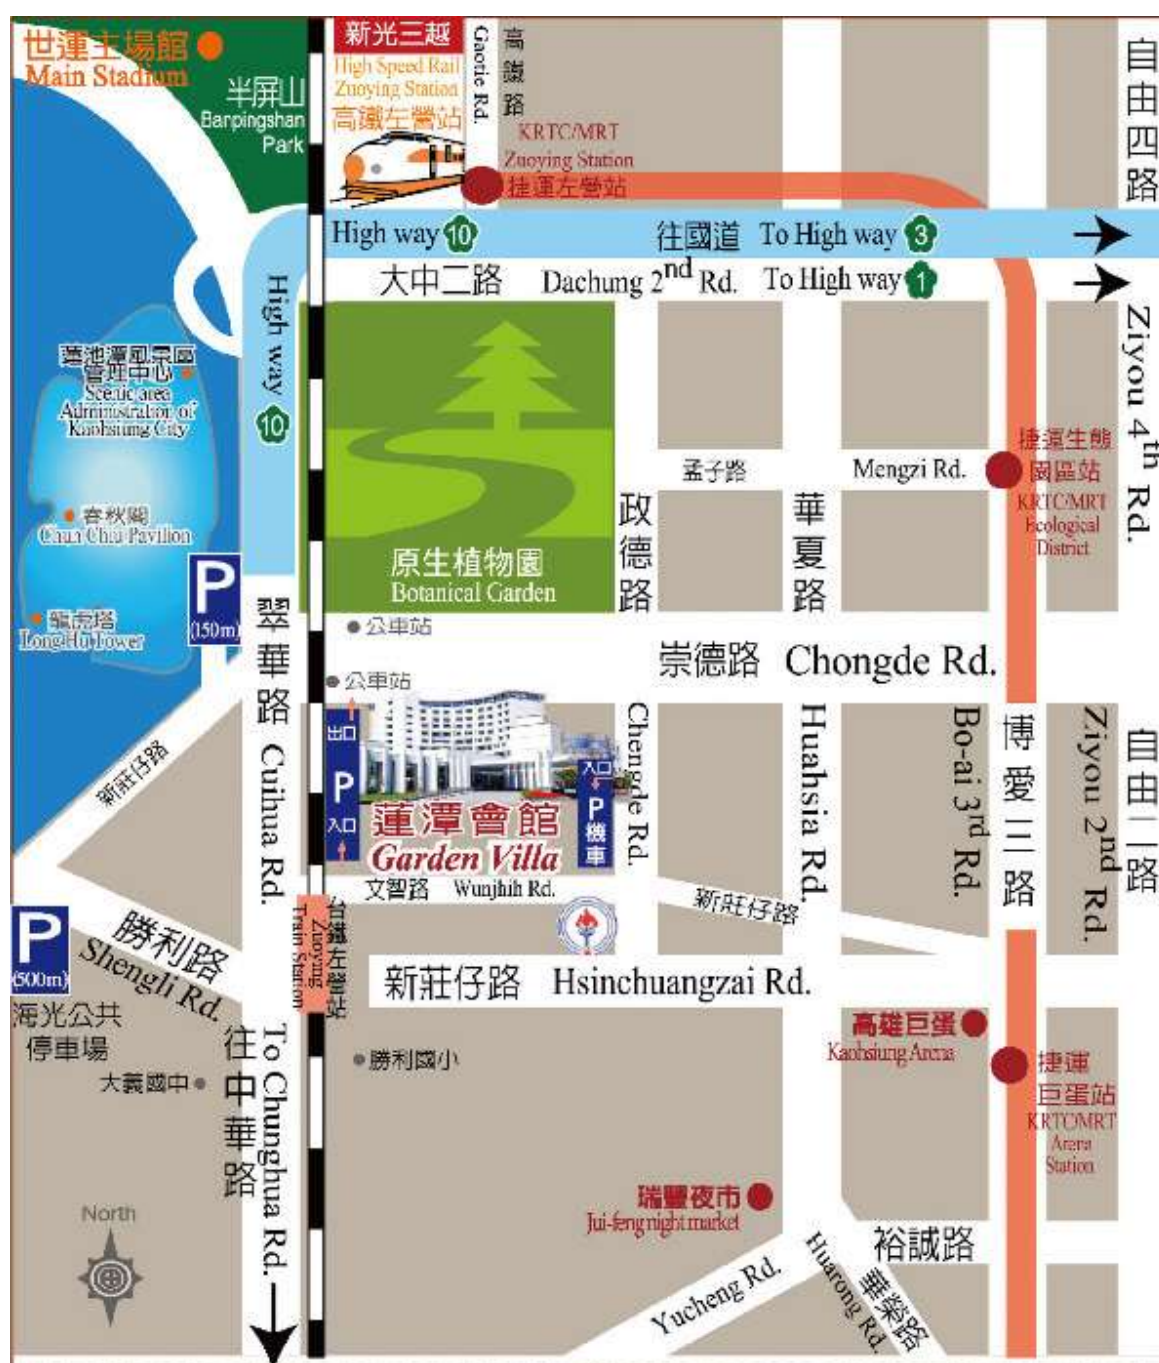 世運主場館
Main Stadium
半屏山
Banpingshan
Park
新光三越
High Speed Rail
Zuoying Station
高鐵左營站
Gaotie Rd.
高鐵路
KRTC/MRT
Zuoying Station
捷運左營站
自由四路
High way 10
往國道 To High way 3
大中二路 Dachung 2nd Rd. To High way 1
High way 10
Ziyou 4th Rd.
蓮池潭風景區
管理中心
Scenic area
Administration of
Kaohsiung City
春秋閣
Chun Chiu Pavilion
龍虎塔
Long Hu Tower
P
(150m)
原生植物園
Botanical Garden
孟子路 Mengzi Rd.
捷運生態
園區站
KRTC/MRT
Ecological
District
政德路
華夏路
翠華路
Cuihua Rd.
公車站
公車站
崇德路 Chongde Rd.
出口
P
入口
入口
P
機車
蓮潭會館
Garden Villa
Chengde Rd.
Huahsia Rd.
Bo-ai 3rd Rd.
博愛三路
Ziyou 2nd Rd.
自由二路
新莊仔路
文智路 Wunjhih Rd.
新莊仔路
P
(500m)
海光公共
停車場
勝利路
Shengli Rd.
台鐵左營站
Zuoying
Train Station
新莊仔路 Hsinchuangzai Rd.
大義國中
勝利國小
往中華路
To Chunghua Rd.
高雄巨蛋
Kaohsiung Arena
捷運
巨蛋站
KRTC/MRT
Arena
Station
瑞豐夜市
Jui-feng night market
North
裕誠路
Yucheng Rd.
Huarong Rd.
華榮路